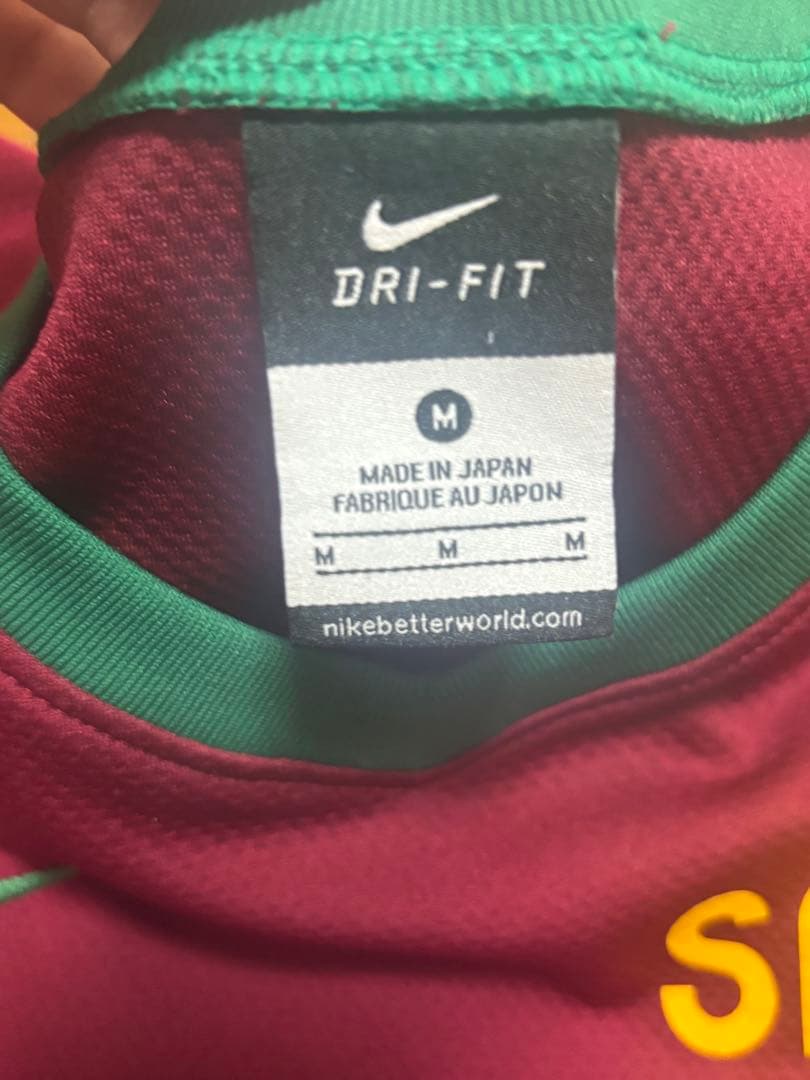 DRI-FIT
M
MADE IN JAPAN
FABRIQUE AU JAPON
M M M
nikebetterworld.com
S